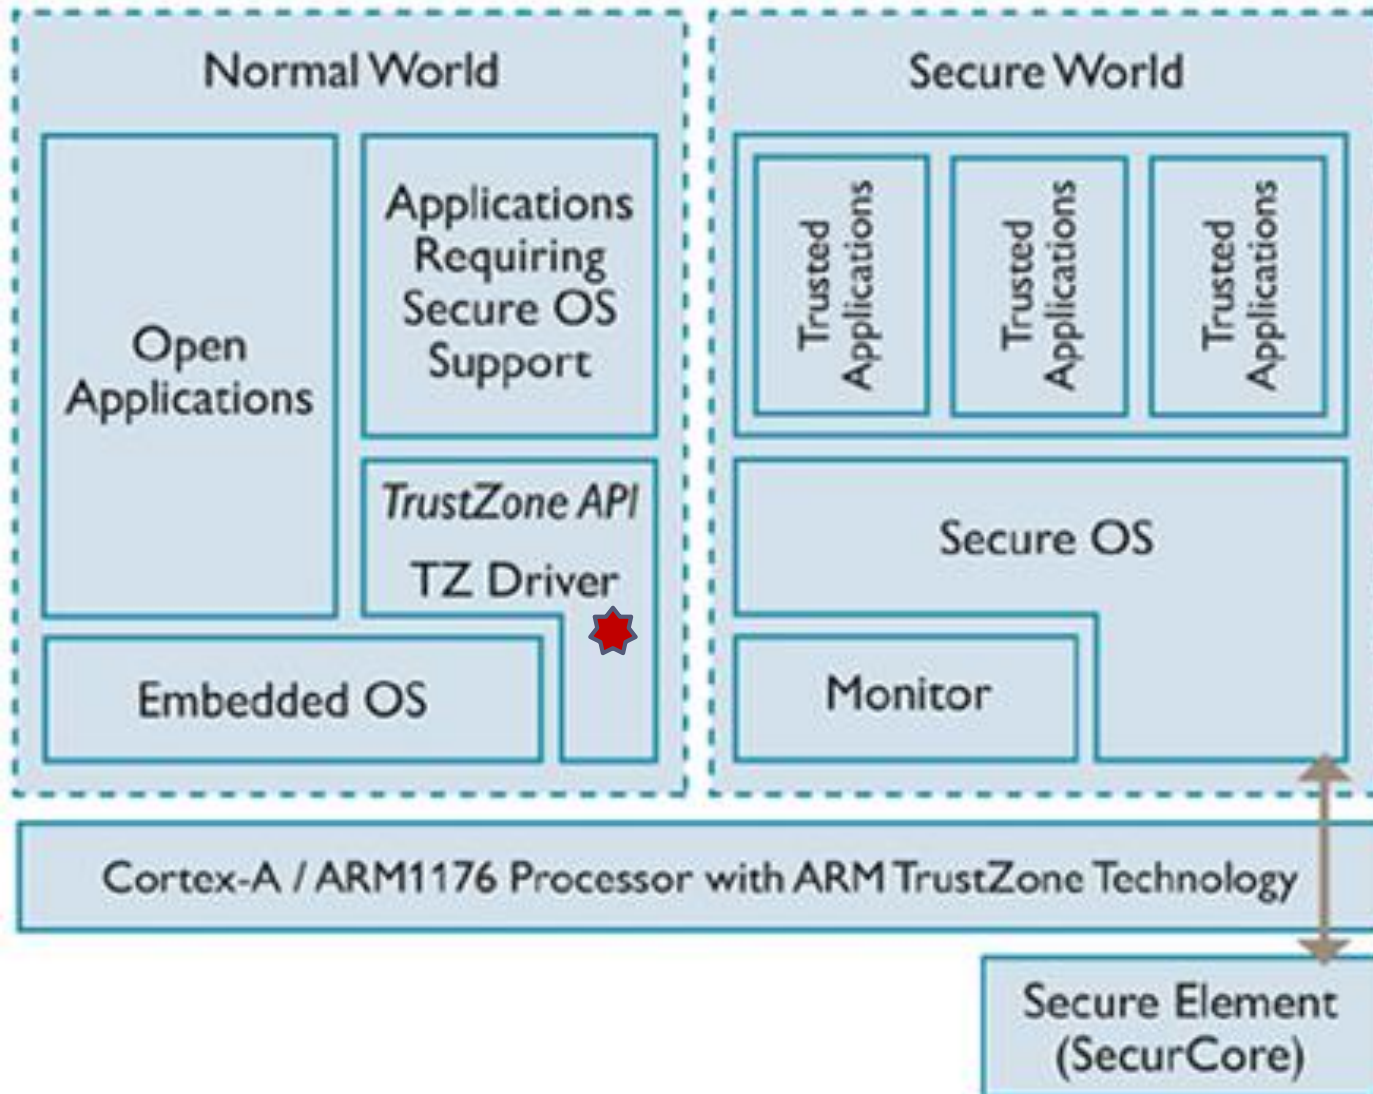 Normal World
Open
Applications
Applications
Requiring
Secure OS
Support
TrustZone API
TZ Driver
Embedded OS
Secure World
Trusted
Applications
Trusted
Applications
Trusted
Applications
Secure OS
Monitor
Cortex-A / ARM1176 Processor with ARM TrustZone Technology
Secure Element
(SecurCore)